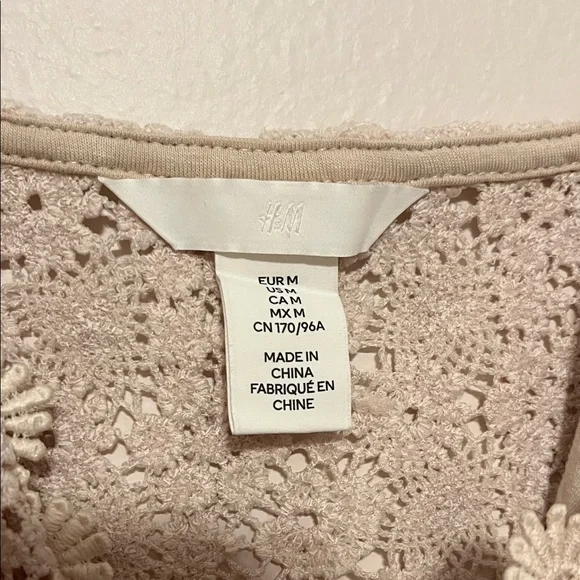 H&M
EUR M
US M
CA M
MX M
CN 170/96A
MADE IN
CHINA
FABRIQUÉ EN
CHINE